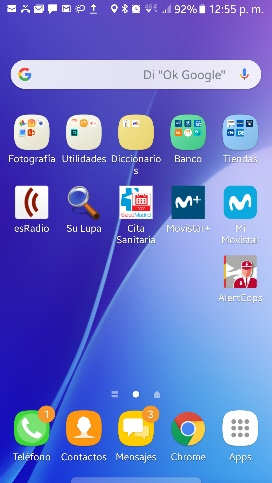 92% 12:55 p. m.
Di "Ok Google"
Fotografía Utilidades Diccionario
s Banco Tiendas
esRadio Su Lupa Cita
Sanitaria Movistar+ Mi
Movistar
AlertCops
1 3
Teléfono Contactos Mensajes Chrome Apps